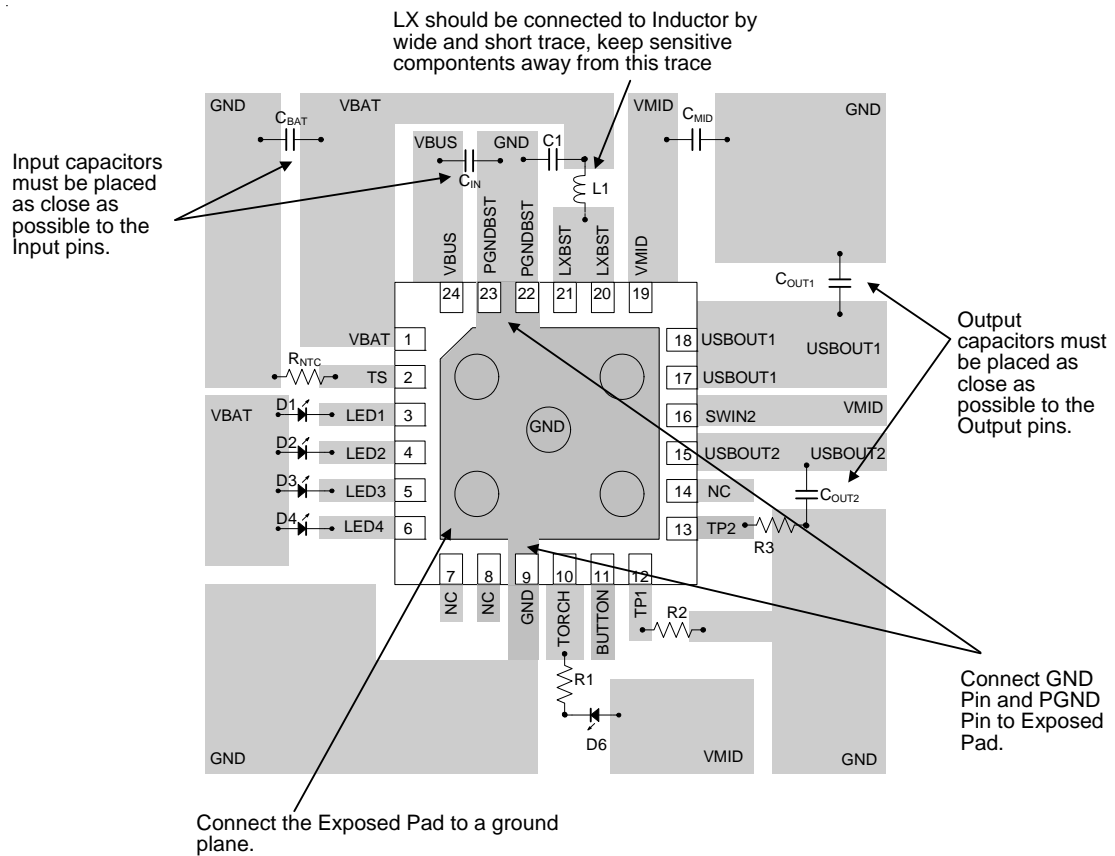 LX should be connected to Inductor by
wide and short trace, keep sensitive
compontents away from this trace
GND
CBAT
VBAT
VMID
CMID
GND
VBUS
CIN
GND
C1
L1
Input capacitors
must be placed
as close as
possible to the
Input pins.
VBUS
PGNDBST
PGNDBST
LXBST
LXBST
VMID
24
23
22
21
20
19
COUT1
USBOUT1
Output
capacitors must
be placed as
close as
possible to the
Output pins.
VBAT
1
18
USBOUT1
RNTC
TS
2
17
USBOUT1
VBAT
D1
LED1
3
GND
16
SWIN2
VMID
D2
LED2
4
15
USBOUT2
USBOUT2
D3
LED3
5
14
NC
COUT2
D4
LED4
6
13
TP2
R3
7
8
9
10
11
12
NC
NC
GND
TORCH
BUTTON
TP1
R2
R1
D6
GND
VMID
GND
Connect GND
Pin and PGND
Pin to Exposed
Pad.
Connect the Exposed Pad to a ground
plane.